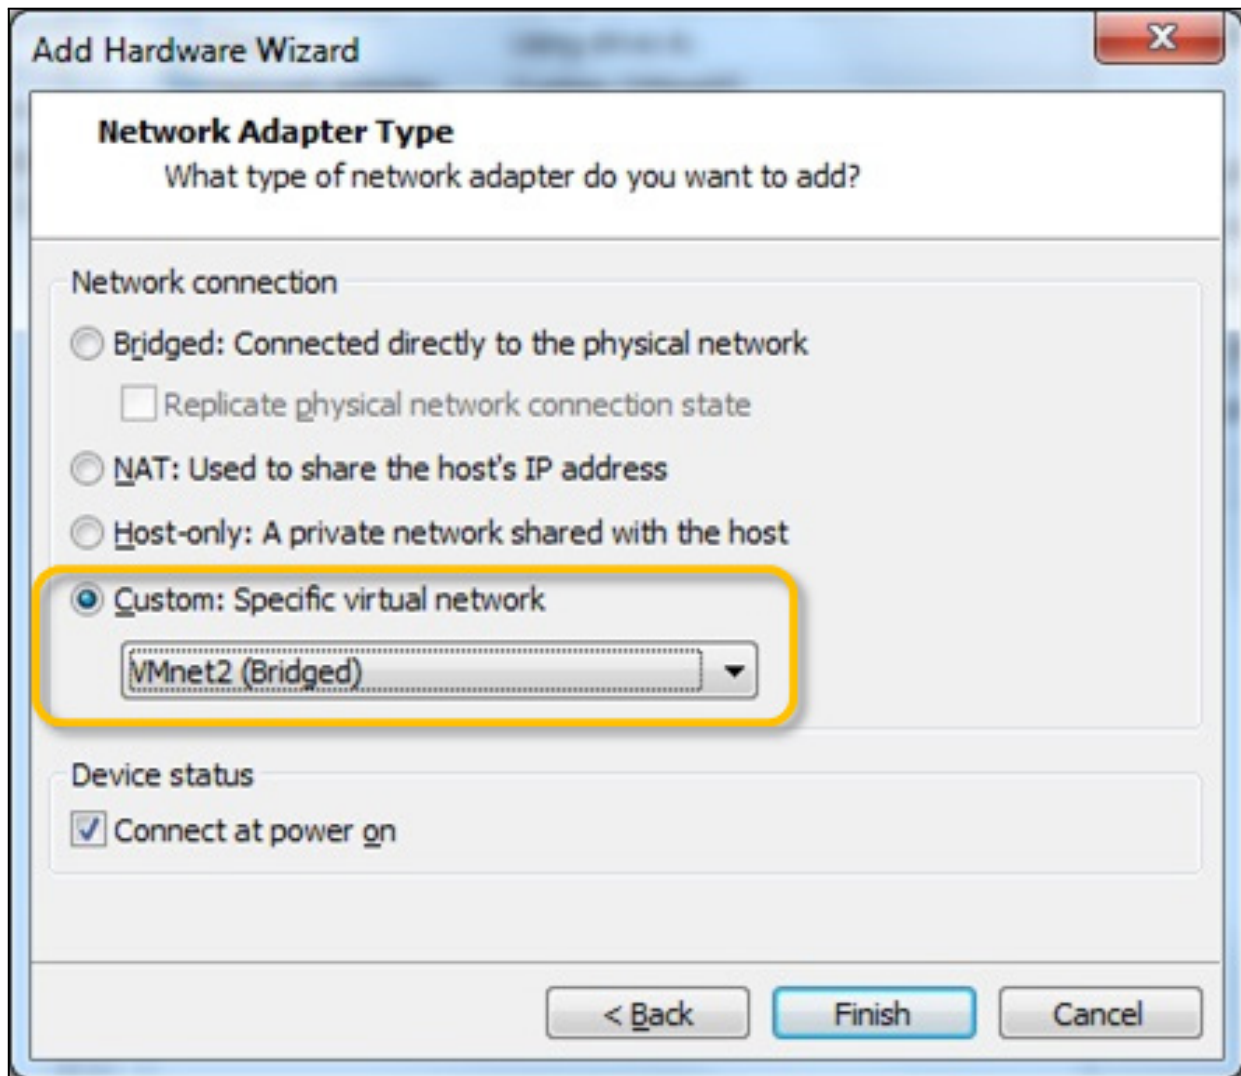 Add Hardware Wizard
Network Adapter Type
What type of network adapter do you want to add?
Network connection
Bridged: Connected directly to the physical network
Replicate physical network connection state
NAT: Used to share the host's IP address
Host-only: A private network shared with the host
Custom: Specific virtual network
VMnet2 (Bridged)
Device status
Connect at power on
< Back Finish Cancel